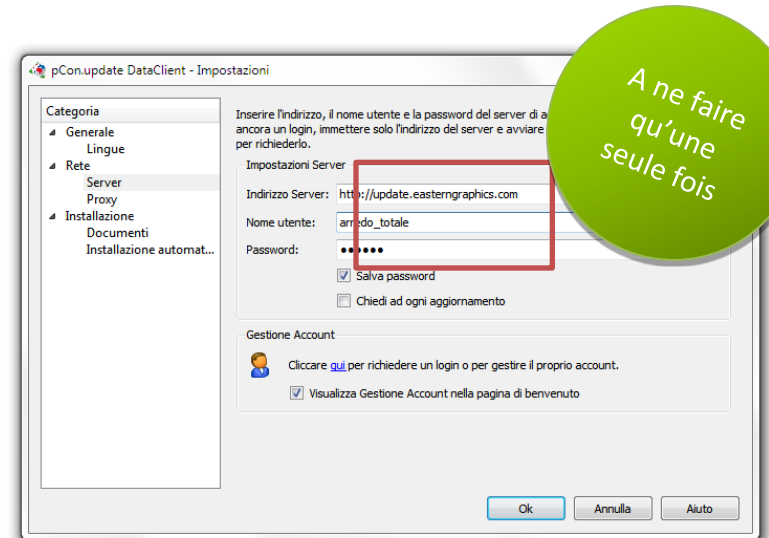 pCon.update DataClient - Impostazioni
Categoria
Generale
Lingue
Rete
Server
Proxy
Installazione
Documenti
Installazione automat...
Inserire l'indirizzo, il nome utente e la password del server di a
ancora un login, immettere solo l'indirizzo del server e avviare
per richiederlo.
Impostazioni Server
Indirizzo Server: http://update.easterngraphics.com
Nome utente: arredo_totale
Password: ••••••
Salva password
Chiedi ad ogni aggiornamento
Gestione Account
Cliccare qui per richiedere un login o per gestire il proprio account.
Visualizza Gestione Account nella pagina di benvenuto
Ok Annulla Aiuto
A ne faire
qu'une
seule fois